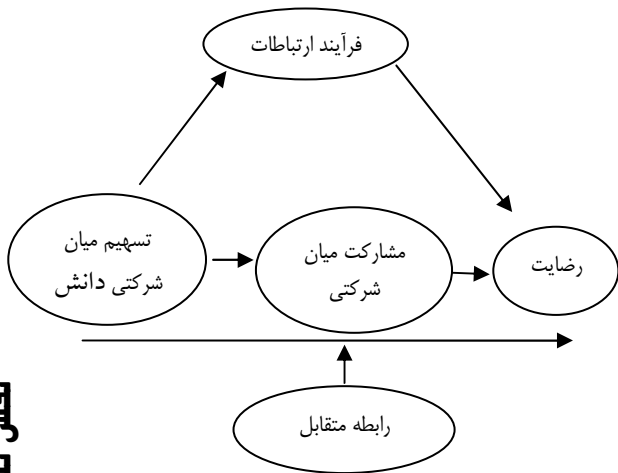 فرآیند ارتباطات
تسهیم میان
شرکتی دانش
مشارکت میان
شرکتی
رضایت
رابطه متقابل